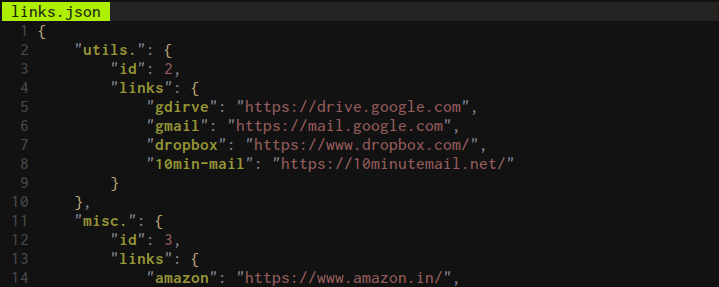 links.json
1 {
2     "utils.": {
3         "id": 2,
4         "links": {
5             "gdirve": "https://drive.google.com",
6             "gmail": "https://mail.google.com",
7             "dropbox": "https://www.dropbox.com/",
8             "10min-mail": "https://10minutemail.net/"
9         }
10     },
11     "misc.": {
12         "id": 3,
13         "links": {
14             "amazon": "https://www.amazon.in/",